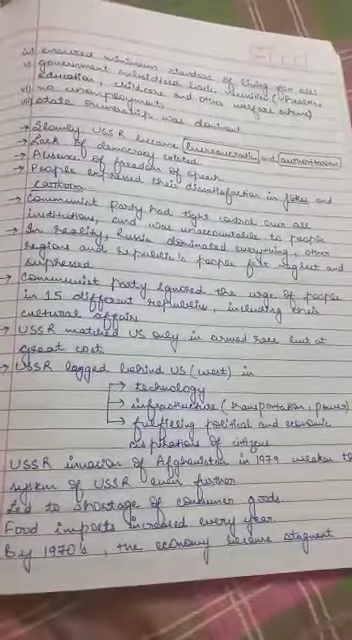 iv) ensured minimum standard of living for all
v) government subsidised basic (health
education, childcare and other welfare scheme)
vi) no unemployment
vii) state ownership was dominant
→ Slowly USSR became bureaucratic and authoritarian
→ Lack of democracy existed
→ Absence of freedom of speech
→ People expressed their dissatisfaction in jokes and
cartoons
→ Communist party had tight control over all
institutions, and was unaccountable to people
→ In reality, Russia dominated everything, other
regions and republic's people felt neglect and
suppressed
→ Communist party ignored the urge of people
in 15 different republics, including their
cultural affairs
→ USSR matched US only in armed race but at
great cost
→ USSR lagged behind US (west) in
→ technology
→ infrastructure (transportation, power)
→ fulfilling political and economic
aspirations of citizens
USSR invasion of Afghanistan in 1979 weaken the
system of USSR even further
Led to shortage of consumer goods.
Food imports increased every year
By 1970's, the economy became stagnant